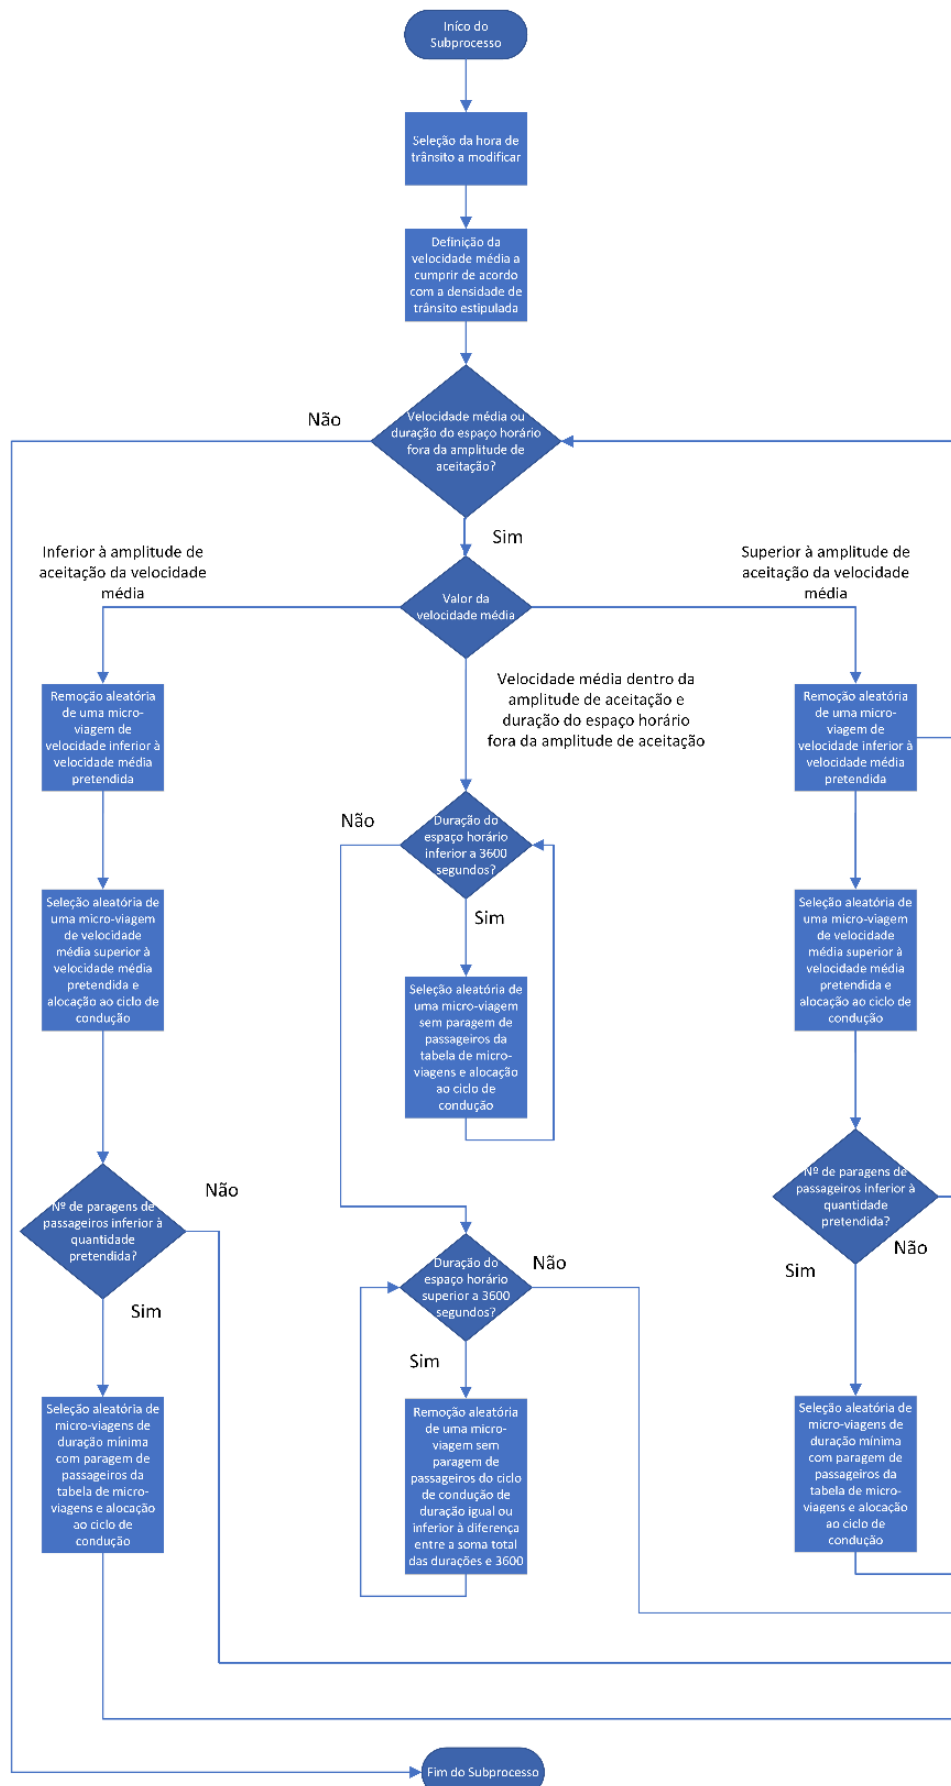 Iníco do
Subprocesso
Seleção da hora de
trânsito a modificar
Definição da
velocidade média a
cumprir de acordo
com a densidade de
trânsito estipulada
Não
Velocidade média ou
duração do espaço horário
fora da amplitude de
aceitação?
Sim
Inferior à amplitude de
aceitação da velocidade
média
Valor da
velocidade média
Superior à amplitude de
aceitação da velocidade
média
Velocidade média dentro da
amplitude de aceitação e
duração do espaço horário
fora da amplitude de aceitação
Remoção aleatória
de uma micro-
viagem de
velocidade inferior à
velocidade média
pretendida
Remoção aleatória
de uma micro-
viagem de
velocidade inferior à
velocidade média
pretendida
Não
Duração do
espaço horário
inferior a 3600
segundos?
Sim
Seleção aleatória de
uma micro-viagem
de velocidade
média superior à
velocidade média
pretendida e
alocação ao ciclo de
condução
Seleção aleatória de
uma micro-viagem
sem paragem de
passageiros da
tabela de micro-
viagens e alocação
ao ciclo de
condução
Seleção aleatória de
uma micro-viagem
de velocidade
média superior à
velocidade média
pretendida e
alocação ao ciclo de
condução
Nº de paragens de
passageiros inferior à
quantidade
pretendida?
Não
Sim
Duração do
espaço horário
superior a 3600
segundos?
Não
Sim
Nº de paragens de
passageiros inferior à
quantidade
pretendida?
Não
Sim
Seleção aleatória de
micro-viagens de
duração mínima
com paragem de
passageiros da
tabela de micro-
viagens e alocação
ao ciclo de
condução
Remoção aleatória
de uma micro-
viagem sem
paragem de
passageiros do ciclo
de condução de
duração igual ou
inferior à diferença
entre a soma total
das durações e 3600
Seleção aleatória de
micro-viagens de
duração mínima
com paragem de
passageiros da
tabela de micro-
viagens e alocação
ao ciclo de
condução
Fim do Subprocesso